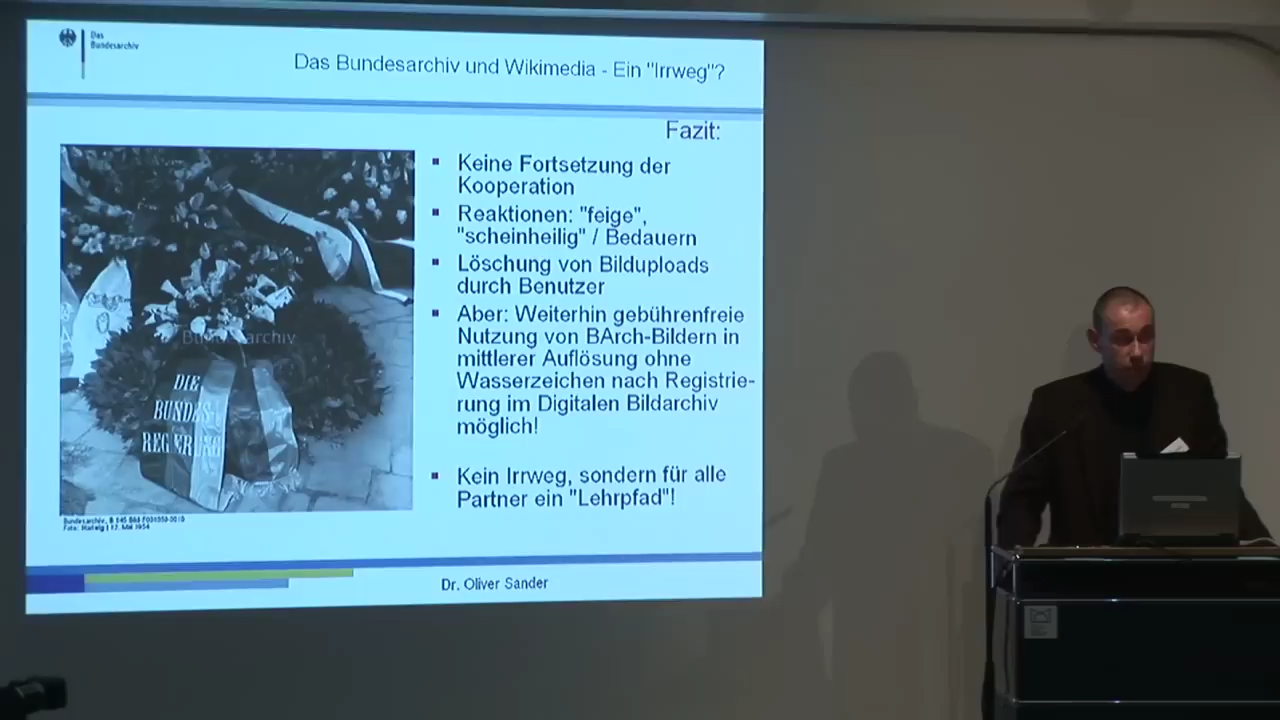 Das
Bundesarchiv
Das Bundesarchiv und Wikimedia - Ein "Irrweg"?
Fazit:
Keine Fortsetzung der
Kooperation
Reaktionen: "feige",
"scheinheilig" / Bedauern
Löschung von Bilduploads
durch Benutzer
Aber: Weiterhin gebührenfreie
Nutzung von BArch-Bildern in
mittlerer Auflösung ohne
Wasserzeichen nach Registrie-
rung im Digitalen Bildarchiv
möglich!
Kein Irrweg, sondern für alle
Partner ein "Lehrpfad"!
Bundesarchiv
DIE
BUNDES
REGIERUNG
Dr. Oliver Sander